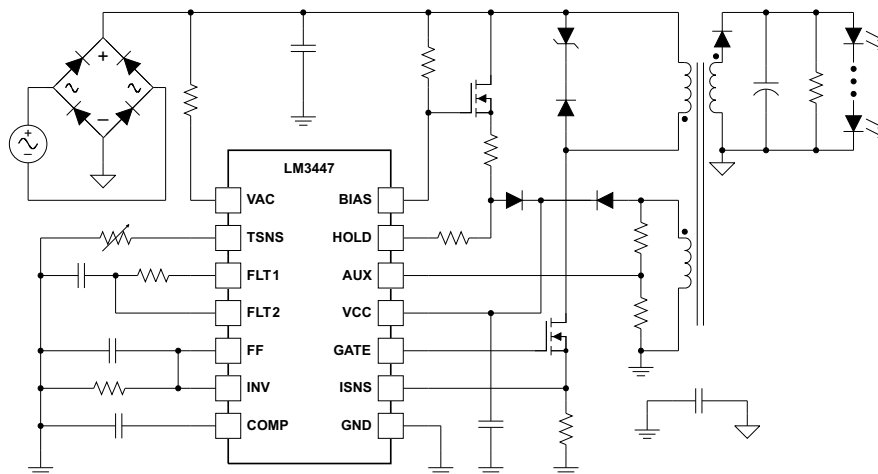 LM3447
VAC
BIAS
TSNS
HOLD
FLT1
AUX
FLT2
VCC
FF
GATE
INV
ISNS
COMP
GND